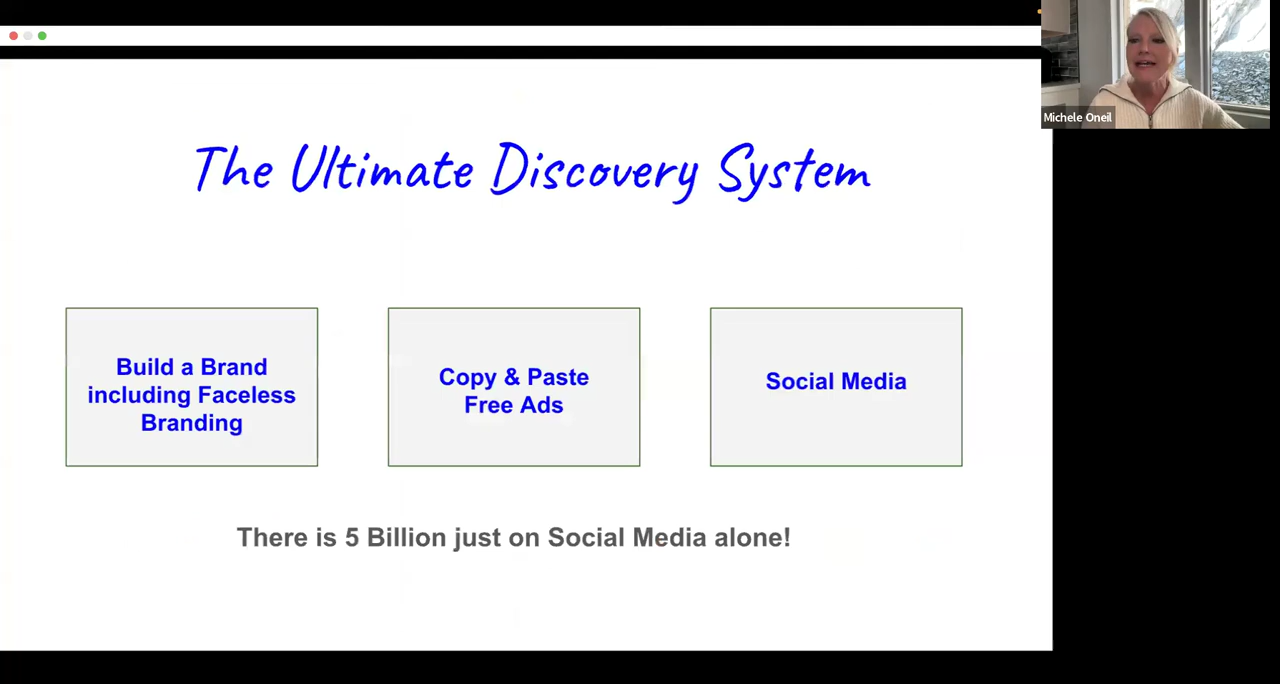 Michele Oneil
The Ultimate Discovery System
Build a Brand
including Faceless
Branding
Copy & Paste
Free Ads
Social Media
There is 5 Billion just on Social Media alone!